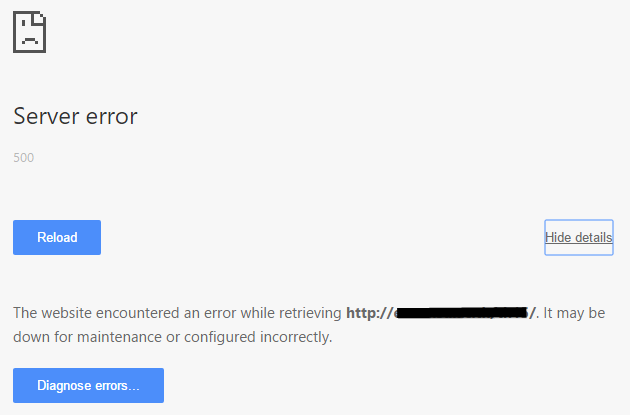 Server error
500
Reload
Hide details
The website encountered an error while retrieving http:// /. It may be
down for maintenance or configured incorrectly.
Diagnose errors...